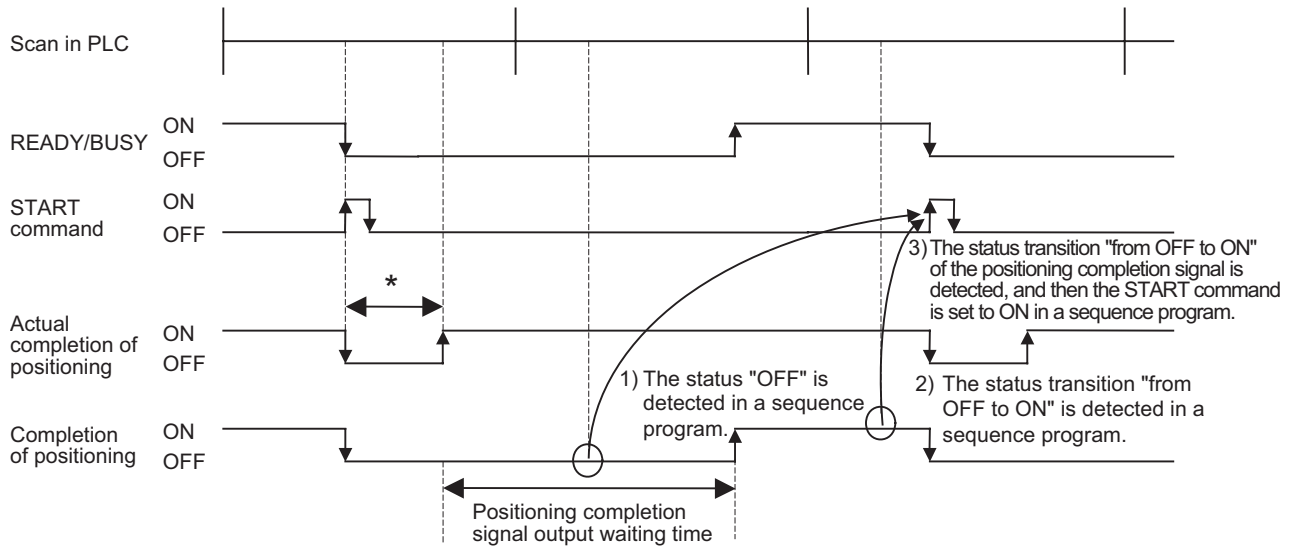 Scan in PLC
READY/BUSY
ON
OFF
START
command
ON
OFF
*
Actual
completion of
positioning
ON
OFF
Completion
of positioning
ON
OFF
1) The status "OFF" is
detected in a sequence
program.
2) The status transition "from
OFF to ON" is detected in a
sequence program.
3) The status transition "from OFF to ON"
of the positioning completion signal is
detected, and then the START command
is set to ON in a sequence program.
Positioning completion
signal output waiting time